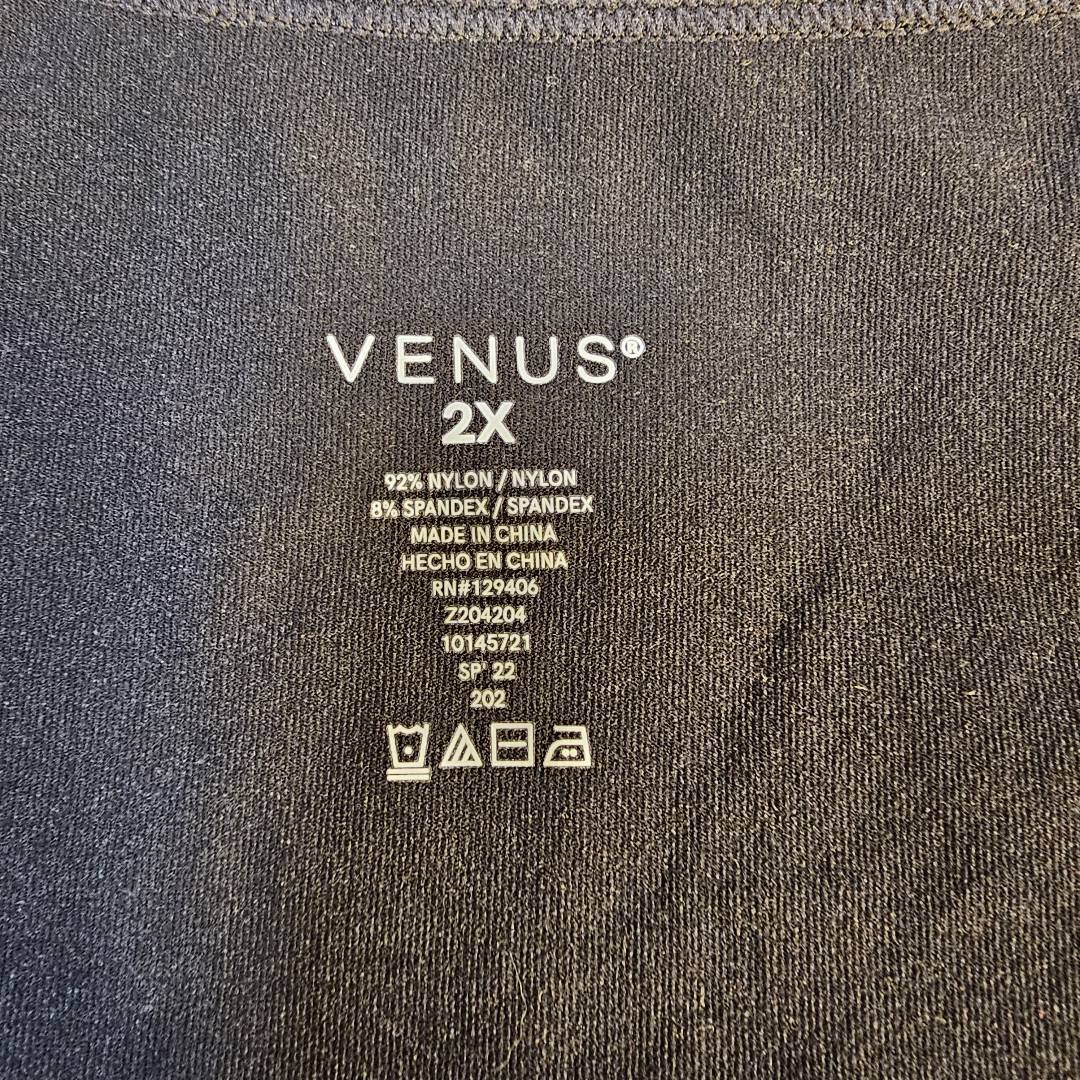 VENUS®
2X
92% NYLON / NYLON
8% SPANDEX / SPANDEX
MADE IN CHINA
HECHO EN CHINA
RN#129406
Z204204
10145721
SP' 22
202